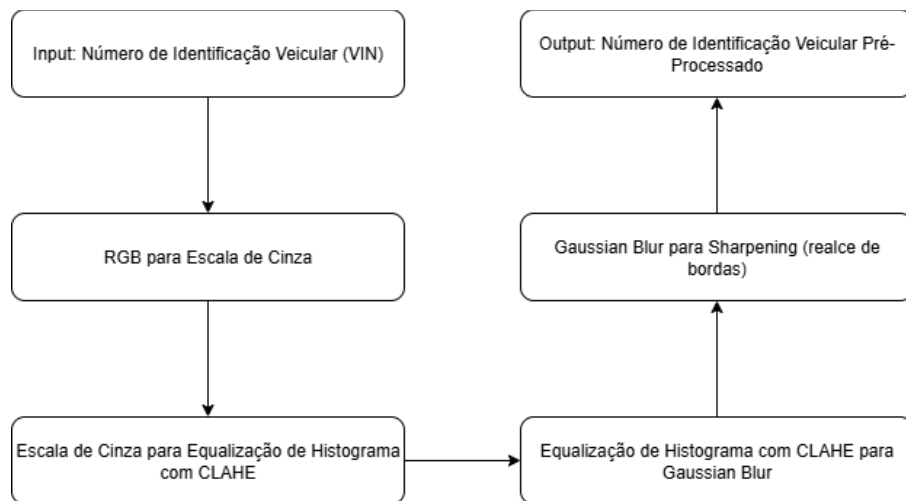 Input: Número de Identificação Veicular (VIN)
RGB para Escala de Cinza
Escala de Cinza para Equalização de Histograma
com CLAHE
Equalização de Histograma com CLAHE para
Gaussian Blur
Gaussian Blur para Sharpening (realce de
bordas)
Output: Número de Identificação Veicular Pré-
Processado